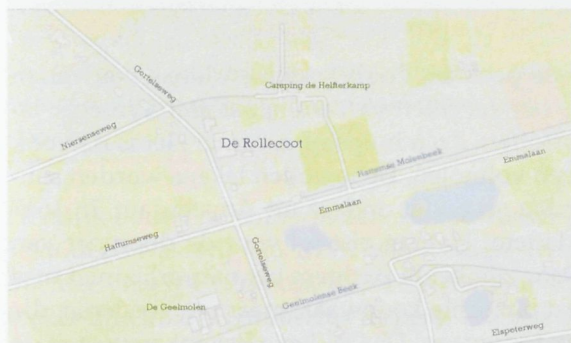 Gortelseweg
Camping de Helfterkamp
Niersenseweg
De Rollecoot
Hattemse Molenbeek
Emmalaan
Emmalaan
Hattumseweg
Gortelseweg
De Geelmolen
Geelmolense Beek
Elspeterweg